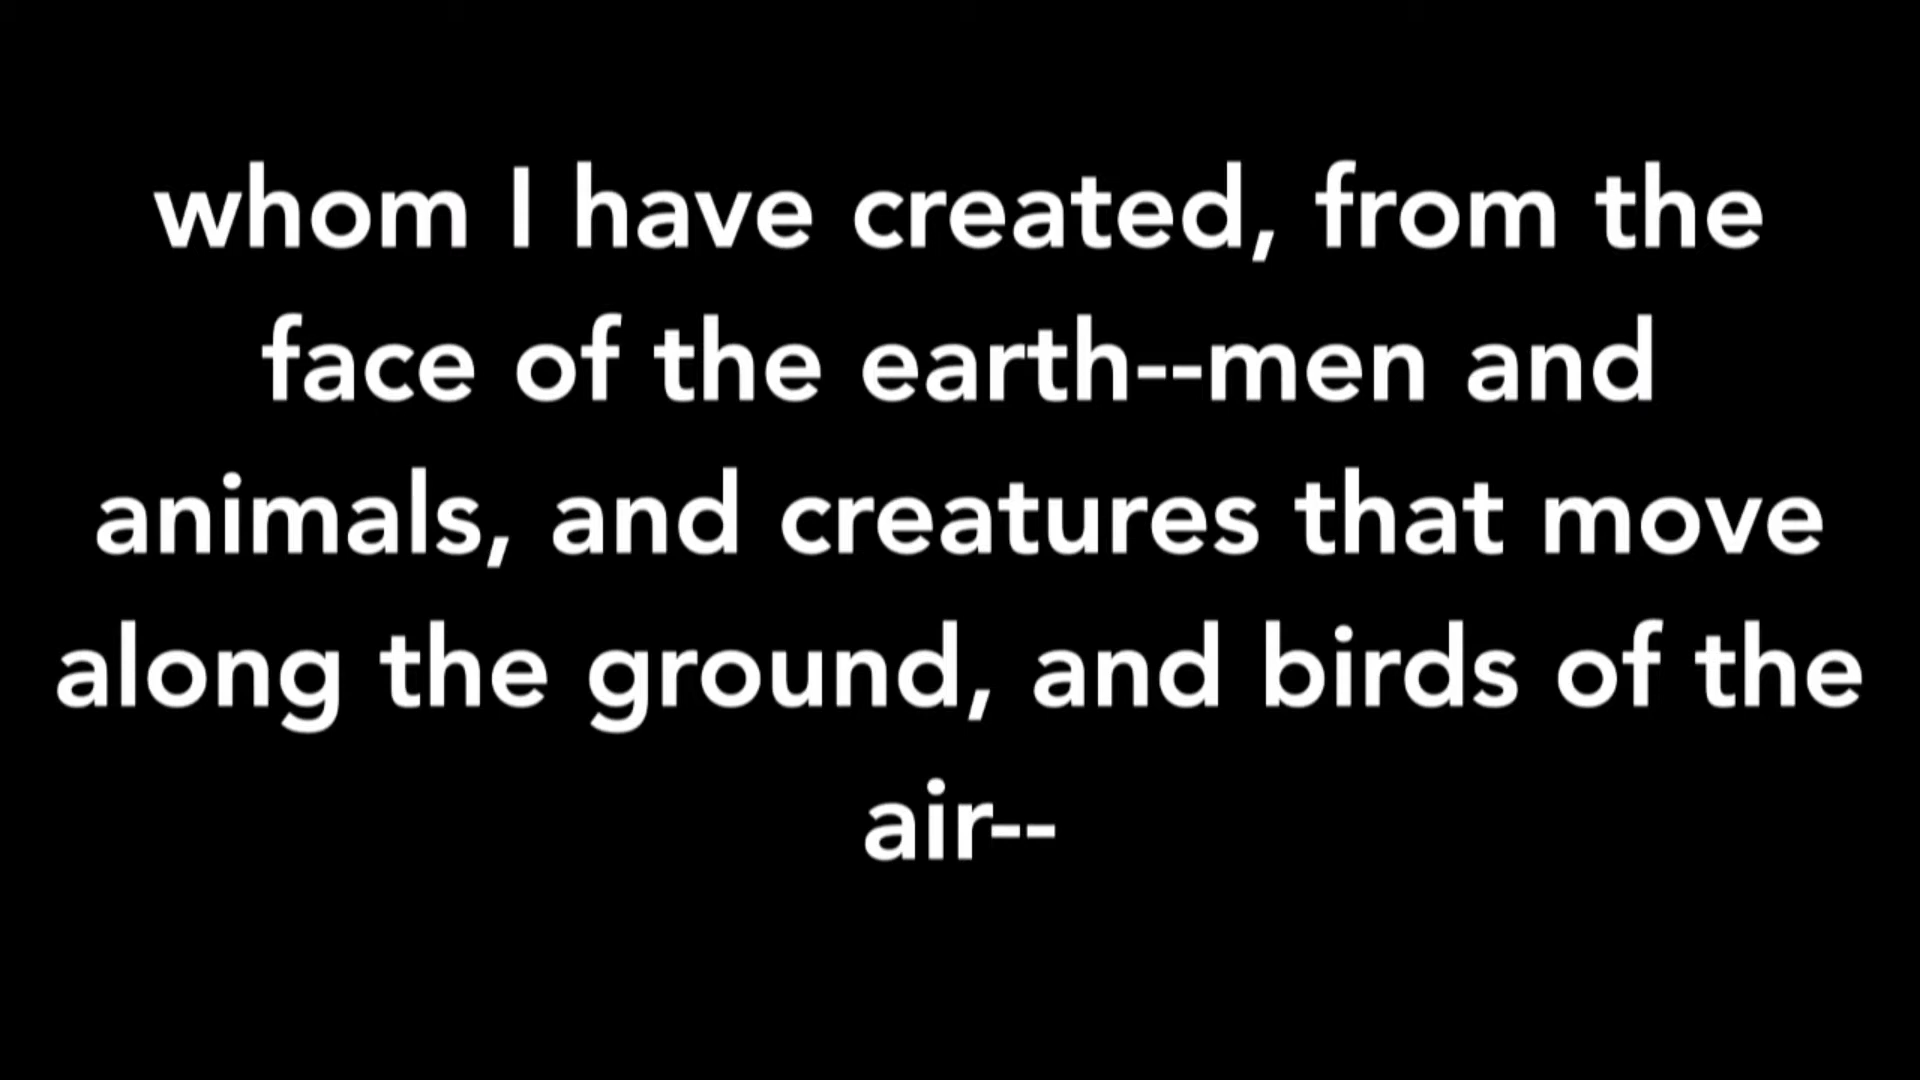 whom I have created, from the
face of the earth--men and
animals, and creatures that move
along the ground, and birds of the
air--